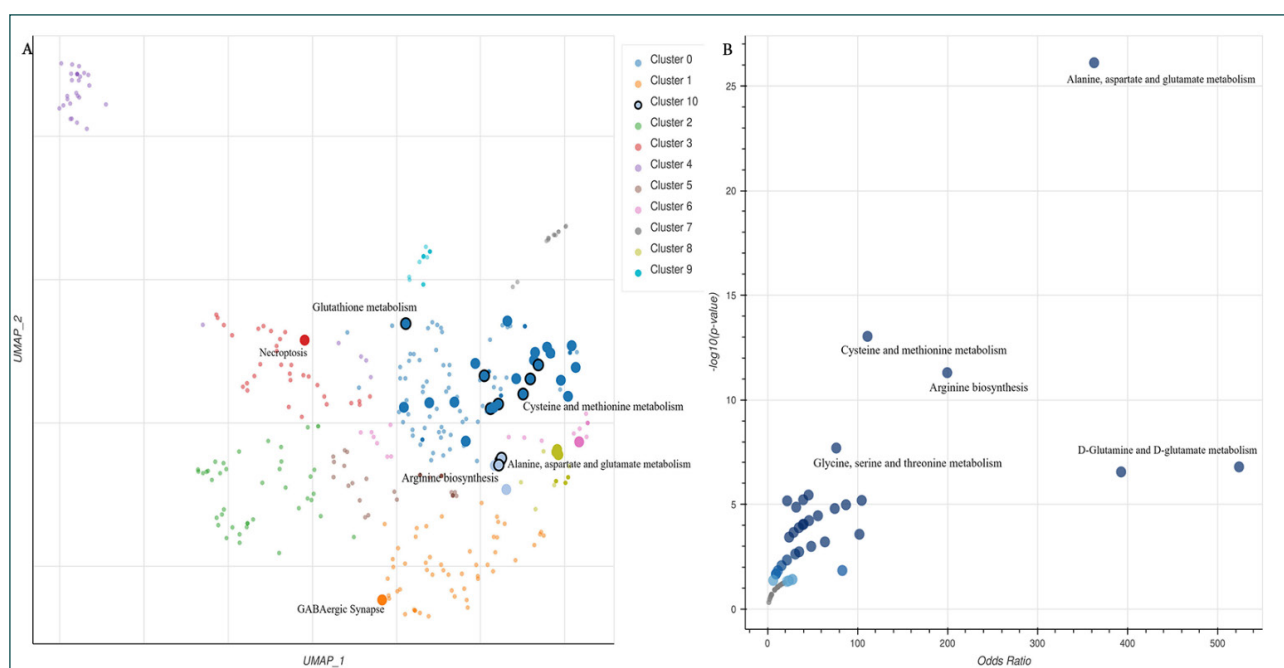 A
Cluster 0
Cluster 1
Cluster 10
Cluster 2
Cluster 3
Cluster 4
Cluster 5
Cluster 6
Cluster 7
Cluster 8
Cluster 9
Glutathione metabolism
Necroptosis
Cysteine and methionine metabolism
Alanine, aspartate and glutamate metabolism
Arginine biosynthesis
GABAergic Synapse
UMAP_2
UMAP_1
B
25
20
15
10
5
0
-log10(p-value)
Alanine, aspartate and glutamate metabolism
Cysteine and methionine metabolism
Arginine biosynthesis
D-Glutamine and D-glutamate metabolism
Glycine, serine and threonine metabolism
0
100
200
300
400
500
Odds Ratio